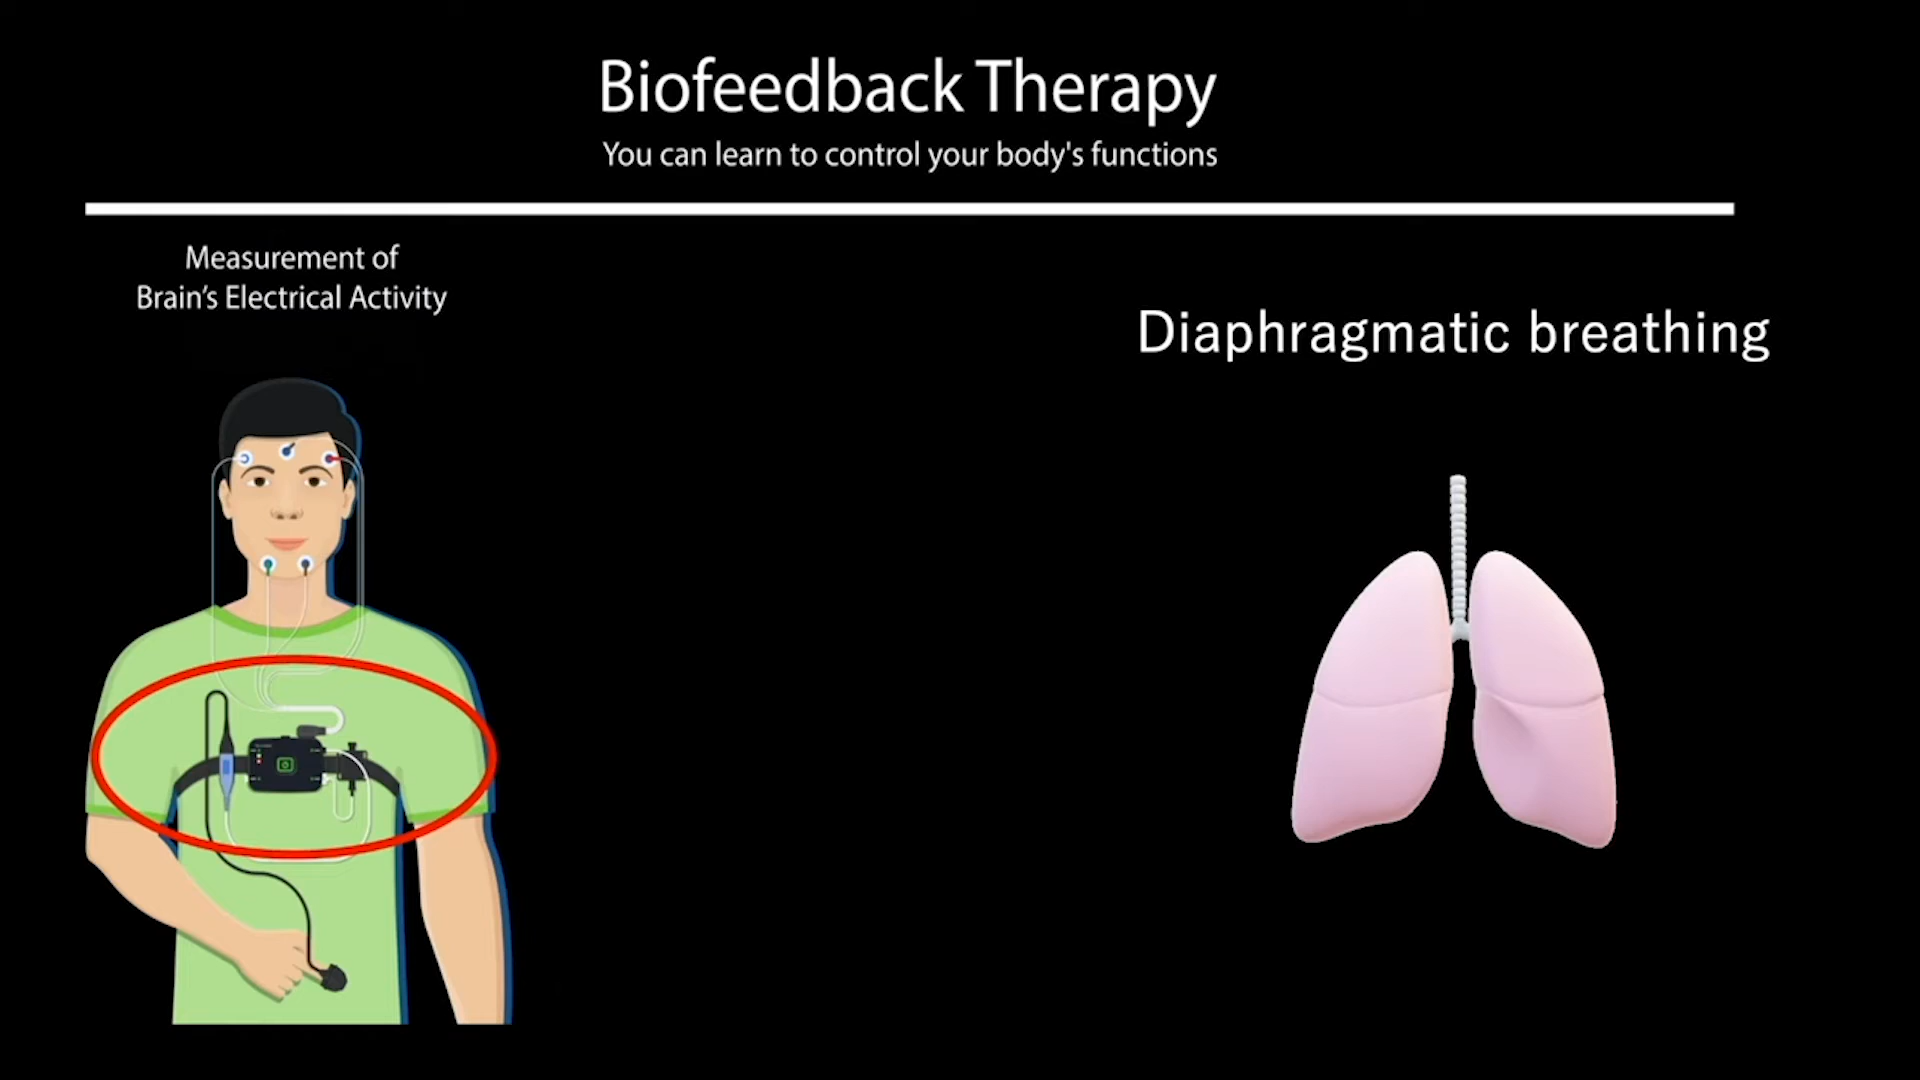 Biofeedback Therapy
You can learn to control your body's functions
Measurement of
Brain’s Electrical Activity
Diaphragmatic breathing